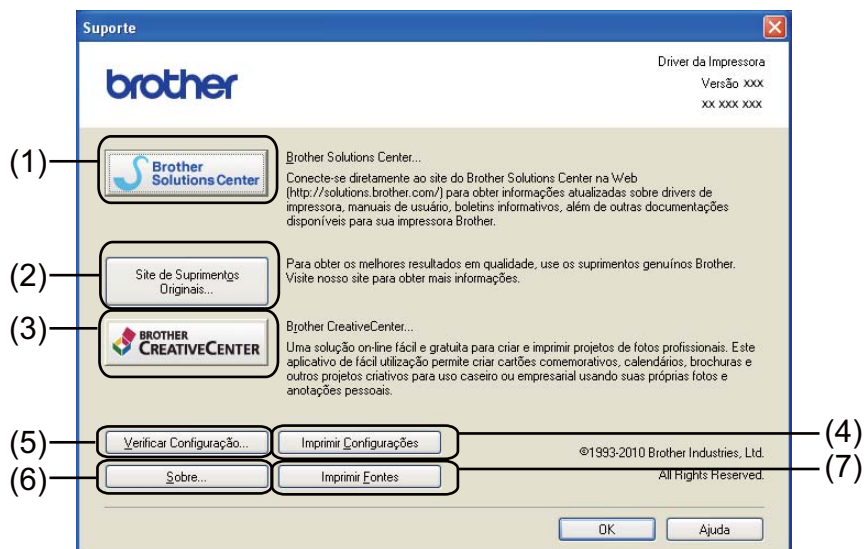 Suporte
brother
Driver da Impressora
Versão xxx
xx xxx xxx
(1)
Brother
Solutions Center
Brother Solutions Center...
Conecte-se diretamente ao site do Brother Solutions Center na Web
(http://solutions.brother.com/) para obter informações atualizadas sobre drivers de
impressora, manuais de usuário, boletins informativos, além de outras documentações
disponíveis para sua impressora Brother.
(2)
Site de Suprimentos
Originais...
Para obter os melhores resultados em qualidade, use os suprimentos genuínos Brother.
Visite nosso site para obter mais informações.
(3)
BROTHER
CREATIVECENTER
Brother CreativeCenter...
Uma solução on-line fácil e gratuita para criar e imprimir projetos de fotos profissionais. Este
aplicativo de fácil utilização permite criar cartões comemorativos, calendários, brochuras e
outros projetos criativos para uso caseiro ou empresarial usando suas próprias fotos e
anotações pessoais.
(5)
Verificar Configuração...
Imprimir Configurações
(4)
©1993-2010 Brother Industries, Ltd.
(6)
Sobre...
Imprimir Fontes
All Rights Reserved.
(7)
OK
Ajuda